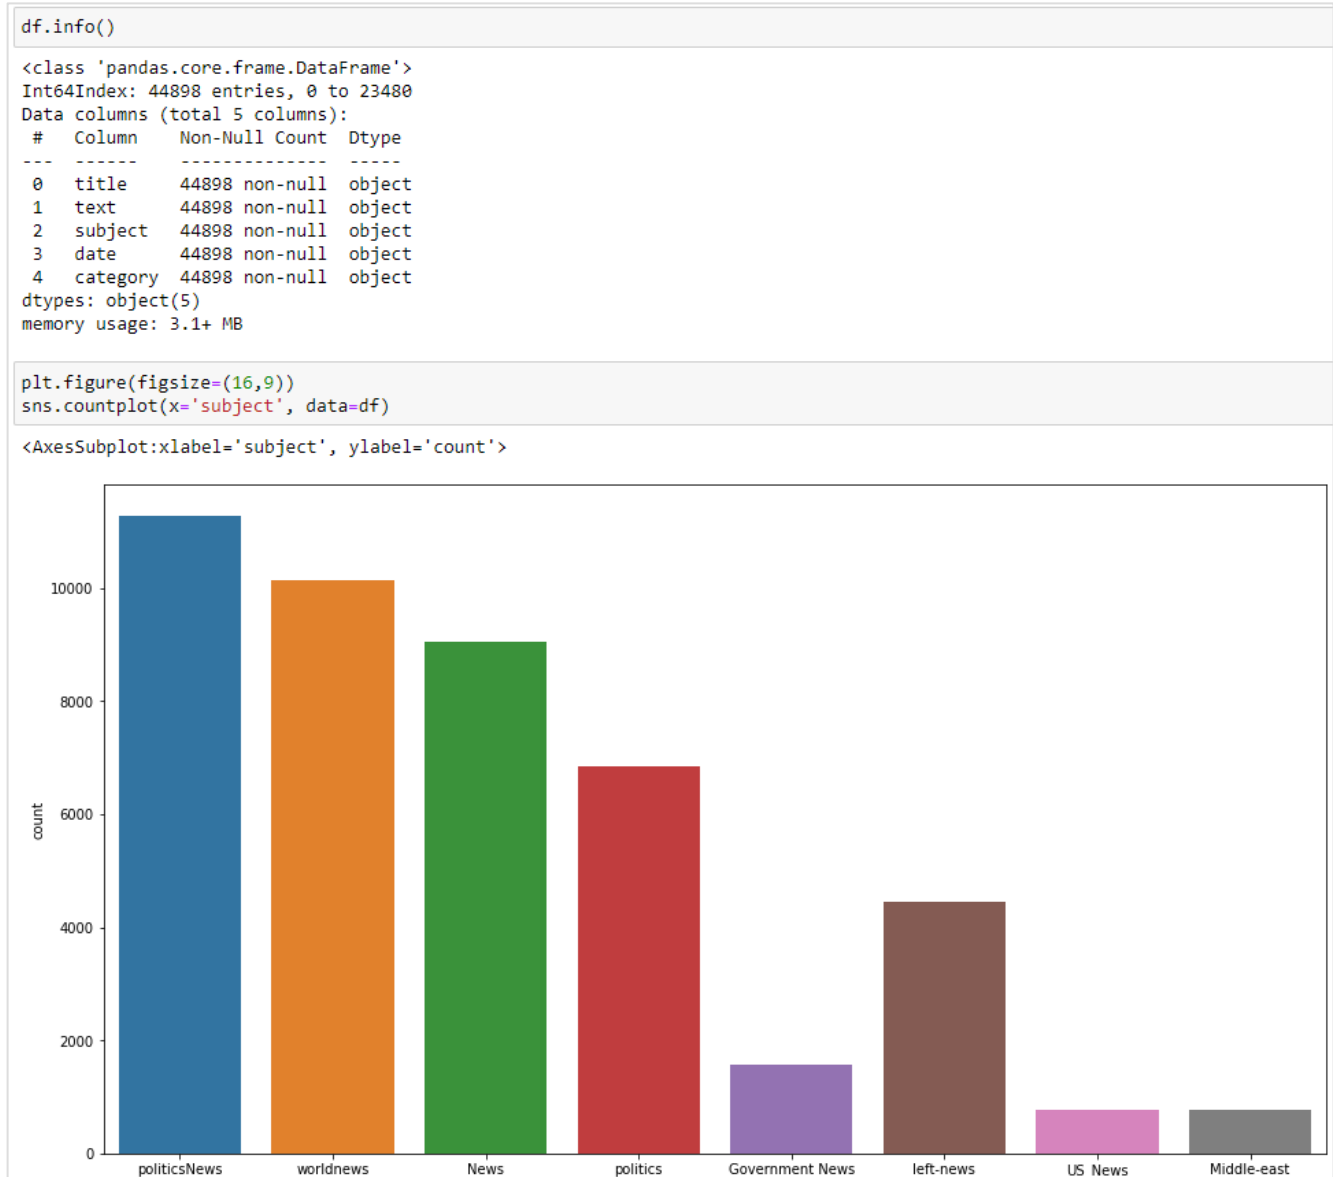 df.info()
<class 'pandas.core.frame.DataFrame'>
Int64Index: 44898 entries, 0 to 23480
Data columns (total 5 columns):
 #   Column    Non-Null Count  Dtype
---  ------    --------------  -----
 0   title     44898 non-null  object
 1   text      44898 non-null  object
 2   subject   44898 non-null  object
 3   date      44898 non-null  object
 4   category  44898 non-null  object
dtypes: object(5)
memory usage: 3.1+ MB
plt.figure(figsize=(16,9))
sns.countplot(x='subject', data=df)
<AxesSubplot:xlabel='subject', ylabel='count'>
10000
8000
6000
4000
2000
0
count
politicsNews worldnews News politics Government News left-news US_News Middle-east